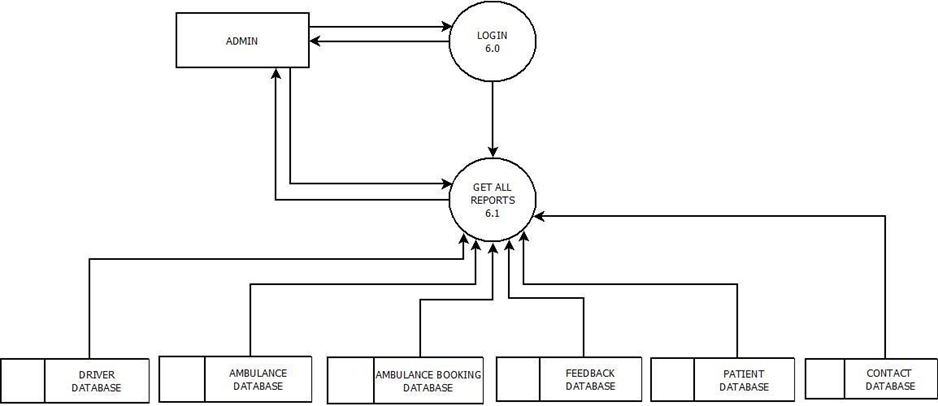 ADMIN
LOGIN
6.0
GET ALL
REPORTS
6.1
DRIVER
DATABASE
AMBULANCE
DATABASE
AMBULANCE BOOKING
DATABASE
FEEDBACK
DATABASE
PATIENT
DATABASE
CONTACT
DATABASE